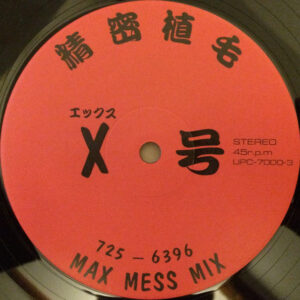 精密植毛
エックス
X 号
STEREO
45r.p.m
UPC-7000-3
725-6396
MAX MESS MIX